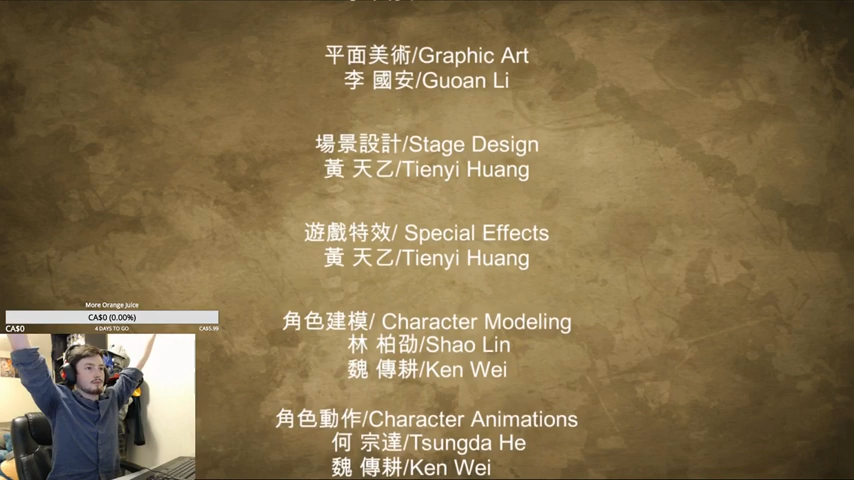 平面美術/Graphic Art
李 國安/Guoan Li
場景設計/Stage Design
黃 天乙/Tienyi Huang
遊戲特效/ Special Effects
黃 天乙/Tienyi Huang
角色建模/ Character Modeling
林 柏劭/Shao Lin
魏 傳耕/Ken Wei
角色動作/Character Animations
何 宗達/Tsungda He
魏 傳耕/Ken Wei
More Orange Juice
CA$0 (0.00%)
CA$0
4 DAYS TO GO
CA$5.99